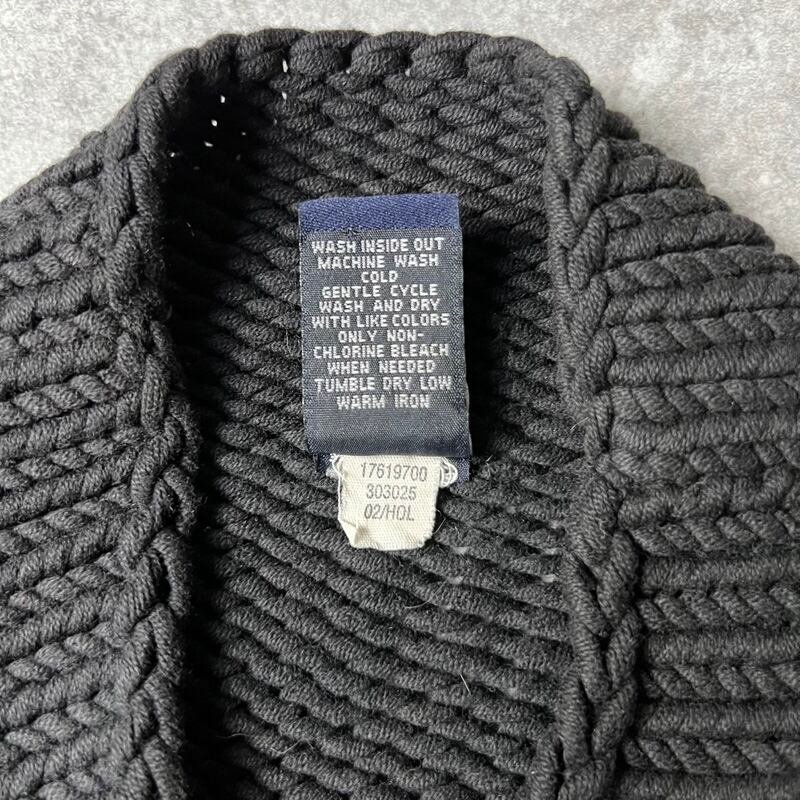 WASH INSIDE OUT
MACHINE WASH
COLD
GENTLE CYCLE
WASH AND DRY
WITH LIKE COLORS
ONLY NON-
CHLORINE BLEACH
WHEN NEEDED
TUMBLE DRY LOW
WARM IRON
17619700
303025
02/HOL